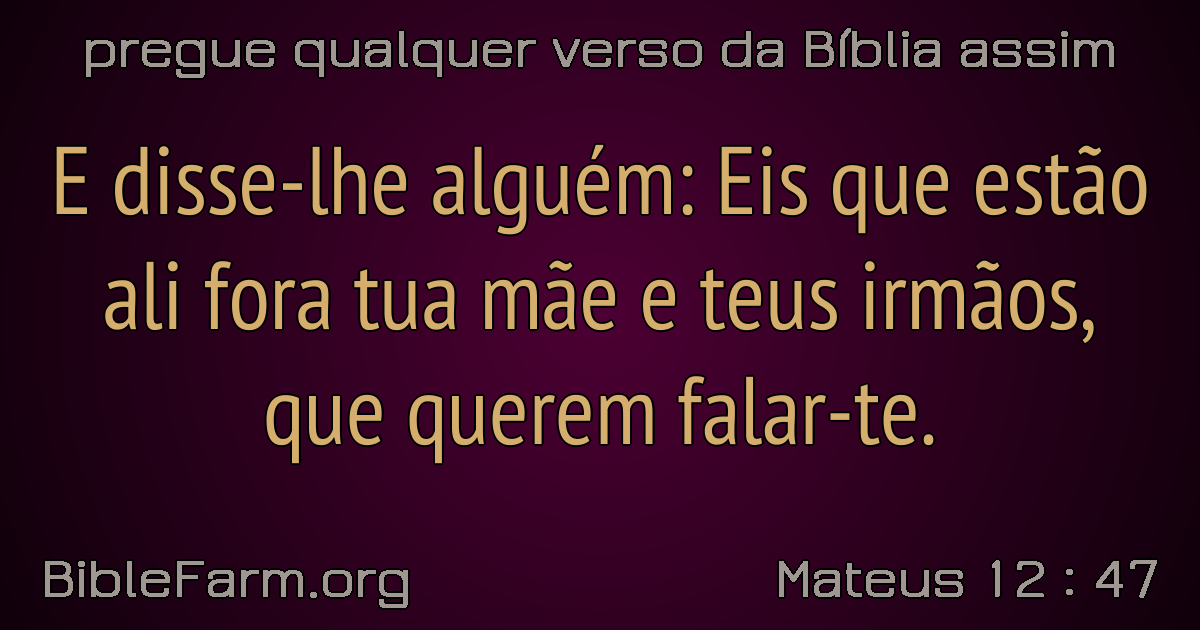 pregue qualquer verso da Bíblia assim
E disse-lhe alguém: Eis que estão
ali fora tua mãe e teus irmãos,
que querem falar-te.
BibleFarm.org
Mateus 12 : 47